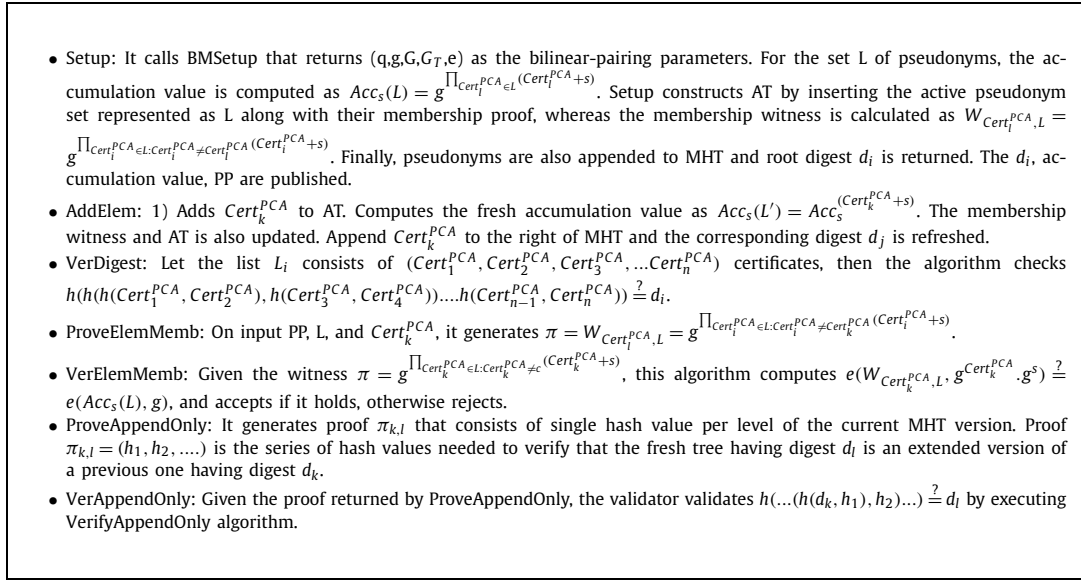 • Setup: It calls BMSetup that returns (q,g,G,G_T,e) as the bilinear-pairing parameters. For the set L of pseudonyms, the ac-
cumulation value is computed as Acc_s(L) = g^{∏_{Cert_l^{PCA} ∈ L}(Cert_l^{PCA}+s)}. Setup constructs AT by inserting the active pseudonym
set represented as L along with their membership proof, whereas the membership witness is calculated as W_{Cert_l^{PCA},L} =
g^{∏_{Cert_i^{PCA} ∈ L:Cert_i^{PCA} ≠ Cert_l^{PCA}}(Cert_i^{PCA}+s)}. Finally, pseudonyms are also appended to MHT and root digest d_i is returned. The d_i, ac-
cumulation value, PP are published.
• AddElem: 1) Adds Cert_k^{PCA} to AT. Computes the fresh accumulation value as Acc_s(L′) = Acc_s^{(Cert_k^{PCA}+s)}. The membership
witness and AT is also updated. Append Cert_k^{PCA} to the right of MHT and the corresponding digest d_j is refreshed.
• VerDigest: Let the list L_i consists of (Cert_1^{PCA}, Cert_2^{PCA}, Cert_3^{PCA}, ...Cert_n^{PCA}) certificates, then the algorithm checks
h(h(h(Cert_1^{PCA}, Cert_2^{PCA}), h(Cert_3^{PCA}, Cert_4^{PCA}))....h(Cert_{n−1}^{PCA}, Cert_n^{PCA})) ≟ d_i.
• ProveElemMemb: On input PP, L, and Cert_k^{PCA}, it generates π = W_{Cert_l^{PCA},L} = g^{∏_{Cert_i^{PCA} ∈ L:Cert_i^{PCA} ≠ Cert_k^{PCA}}(Cert_i^{PCA}+s)}.
• VerElemMemb: Given the witness π = g^{∏_{Cert_k^{PCA} ∈ L:Cert_k^{PCA} ≠ c}(Cert_k^{PCA}+s)}, this algorithm computes e(W_{Cert_k^{PCA},L}, g^{Cert_k^{PCA}}.g^s) ≟
e(Acc_s(L), g), and accepts if it holds, otherwise rejects.
• ProveAppendOnly: It generates proof π_{k,l} that consists of single hash value per level of the current MHT version. Proof
π_{k,l} = (h_1, h_2, ....) is the series of hash values needed to verify that the fresh tree having digest d_l is an extended version of
a previous one having digest d_k.
• VerAppendOnly: Given the proof returned by ProveAppendOnly, the validator validates h(...(h(d_k, h_1), h_2)...) ≟ d_l by executing
VerifyAppendOnly algorithm.